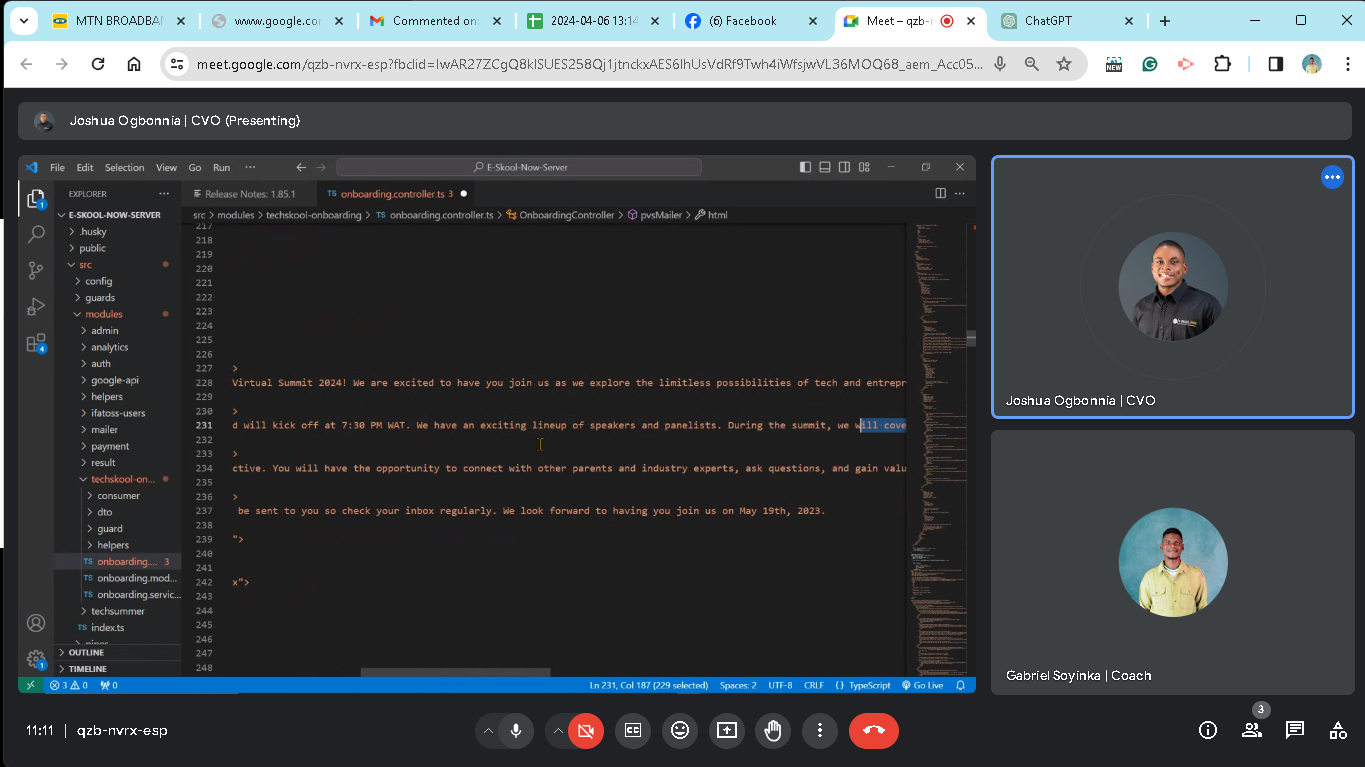 MTN BROADBAN
www.google.co
Commented on
2024-04-06 13:14
(6) Facebook
Meet – qzb-
ChatGPT
meet.google.com/qzb-nvrx-esp?fbclid=IwAR27ZCgQ8klSUES258Qj1jtnckxAES6lhUsVdRf9Twh4iWfsjwVL36MOQ68_aem_Acc05...
NEW
Joshua Ogbonnia | CVO (Presenting)
File Edit Selection View Go Run ...
E-Skool-Now-Server
EXPLORER
Release Notes: 1.85.1
TS onboarding.controller.ts 3
E-SKOOL-NOW-SERVER
src > modules > techskool-onboarding > TS onboarding.controller.ts > OnboardingController > pvsMailer > html
.husky
public
src
config
guards
modules
admin
analytics
auth
google-api
helpers
ifatoss-users
mailer
payment
result
techskool-on...
consumer
dto
guard
helpers
TS onboarding.... 3
TS onboarding.mod...
TS onboarding.servic...
techsummer
TS index.ts
OUTLINE
TIMELINE
217
218
219
220
221
222
223
224
225
226
227 >
228 Virtual Summit 2024! We are excited to have you join us as we explore the limitless possibilities of tech and entrepr
229
230 >
231 d will kick off at 7:30 PM WAT. We have an exciting lineup of speakers and panelists. During the summit, we will cove
232
233 >
234 ctive. You will have the opportunity to connect with other parents and industry experts, ask questions, and gain valu
235
236 >
237 be sent to you so check your inbox regularly. We look forward to having you join us on May 19th, 2023.
238
239 ">
240
241
242 x">
243
244
245
246
247
248
3 0 0
Ln 231, Col 187 (229 selected) Spaces: 2 UTF-8 CRLF {} TypeScript Go Live
Joshua Ogbonnia | CVO
Gabriel Soyinka | Coach
11:11 | qzb-nvrx-esp
CC
3